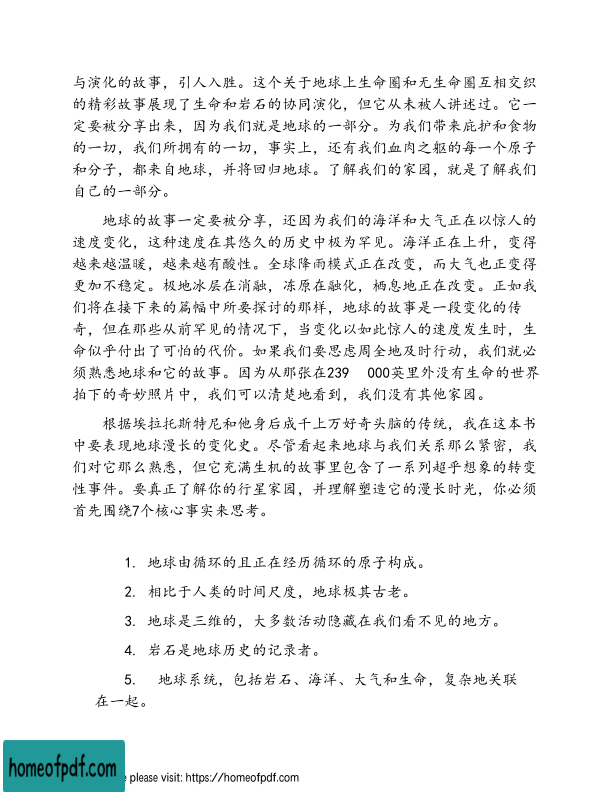 与演化的故事，引人入胜。这个关于地球上生命圈和无生命圈互相交织
的精彩故事展现了生命和岩石的协同演化，但它从未被人讲述过。它一
定要被分享出来，因为我们就是地球的一部分。为我们带来庇护和食物
的一切，我们所拥有的一切，事实上，还有我们血肉之躯的每一个原子
和分子，都来自地球，并将回归地球。了解我们的家园，就是了解我们
自己的一部分。
地球的故事一定要被分享，还因为我们的海洋和大气正在以惊人的
速度变化，这种速度在其悠久的历史中极为罕见。海洋正在上升，变得
越来越温暖，越来越有酸性。全球降雨模式正在改变，而大气也正变得
更加不稳定。极地冰层在消融，冻原在融化，栖息地正在改变。正如我
们将在接下来的篇幅中所要探讨的那样，地球的故事是一段变化的传
奇，但在那些从前罕见的情况下，当变化以如此惊人的速度发生时，生
命似乎付出了可怕的代价。如果我们要思虑周全地及时行动，我们就必
须熟悉地球和它的故事。因为从那张在239 000英里外没有生命的世界
拍下的奇妙照片中，我们可以清楚地看到，我们没有其他家园。
根据埃拉托斯特尼和他身后成千上万好奇头脑的传统，我在这本书
中要表现地球漫长的变化史。尽管看起来地球与我们关系那么紧密，我
们对它那么熟悉，但它充满生机的故事里包含了一系列超乎想象的转变
性事件。要真正了解你的行星家园，并理解塑造它的漫长时光，你必须
首先围绕7个核心事实来思考。
1. 地球由循环的且正在经历循环的原子构成。
2. 相比于人类的时间尺度，地球极其古老。
3. 地球是三维的，大多数活动隐藏在我们看不见的地方。
4. 岩石是地球历史的记录者。
5. 地球系统，包括岩石、海洋、大气和生命，复杂地关联
在一起。
homeofpdf.com
e please visit: https://homeofpdf.com